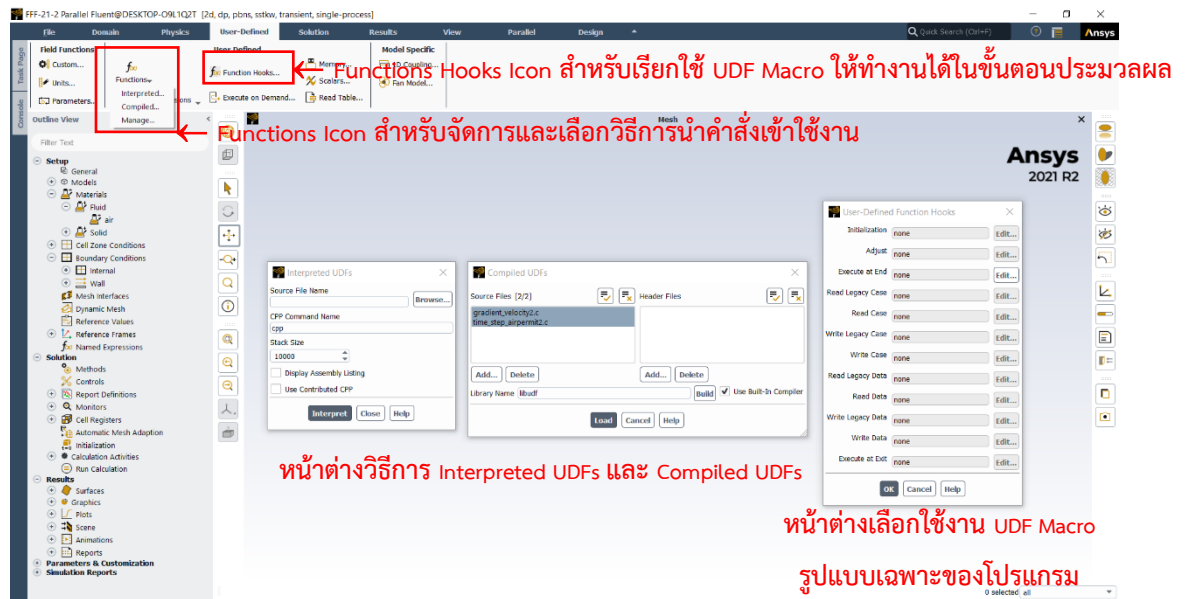 FFF-21-2 Parallel Fluent@DESKTOP-O9L1Q2T [2d, dp, pbns, sstkw, transient, single-process]
File Domain Physics User-Defined Solution Results View Parallel Design Quick Search (Ctrl+F) Ansys
Field Functions User Defined Model Specific
Custom... Functions Function Hooks... Memory... 1D Coupling...
Functions Hooks Icon สำหรับเรียกใช้ UDF Macro ให้ทำงานได้ในขั้นตอนประมวลผล
Units... Interpreted... Scalars... Fan Model...
Parameters... Compiled... Execute on Demand... Read Table...
Manage...
Functions Icon สำหรับจัดการและเลือกวิธีการนำคำสั่งเข้าใช้งาน
Task Page
Console
Outline View
Mesh
Filter Text
Ansys
2021 R2
Setup
General
Models
Materials
Fluid
air
Solid
Cell Zone Conditions
Boundary Conditions
Internal
Wall
Mesh Interfaces
Dynamic Mesh
Reference Values
Reference Frames
Named Expressions
Solution
Methods
Controls
Report Definitions
Monitors
Cell Registers
Automatic Mesh Adaption
Initialization
Calculation Activities
Run Calculation
Results
Surfaces
Graphics
Plots
Scene
Animations
Reports
Parameters & Customization
Simulation Reports
Interpreted UDFs
Source File Name
Browse...
CPP Command Name
cpp
Stack Size
10000
Display Assembly Listing
Use Contributed CPP
Interpret Close Help
Compiled UDFs
Source Files [2/2] Header Files
gradient_velocity2.c
time_step_airpermit2.c
Add... Delete Add... Delete
Library Name libudf Build Use Built-In Compiler
Load Cancel Help
หน้าต่างวิธีการ Interpreted UDFs และ Compiled UDFs
User-Defined Function Hooks
Initialization none Edit...
Adjust none Edit...
Execute at End none Edit...
Read Legacy Case none Edit...
Read Case none Edit...
Write Legacy Case none Edit...
Write Case none Edit...
Read Legacy Data none Edit...
Read Data none Edit...
Write Legacy Data none Edit...
Write Data none Edit...
Execute at Exit none Edit...
OK Cancel Help
หน้าต่างเลือกใช้งาน UDF Macro
รูปแบบเฉพาะของโปรแกรม
0 selected all